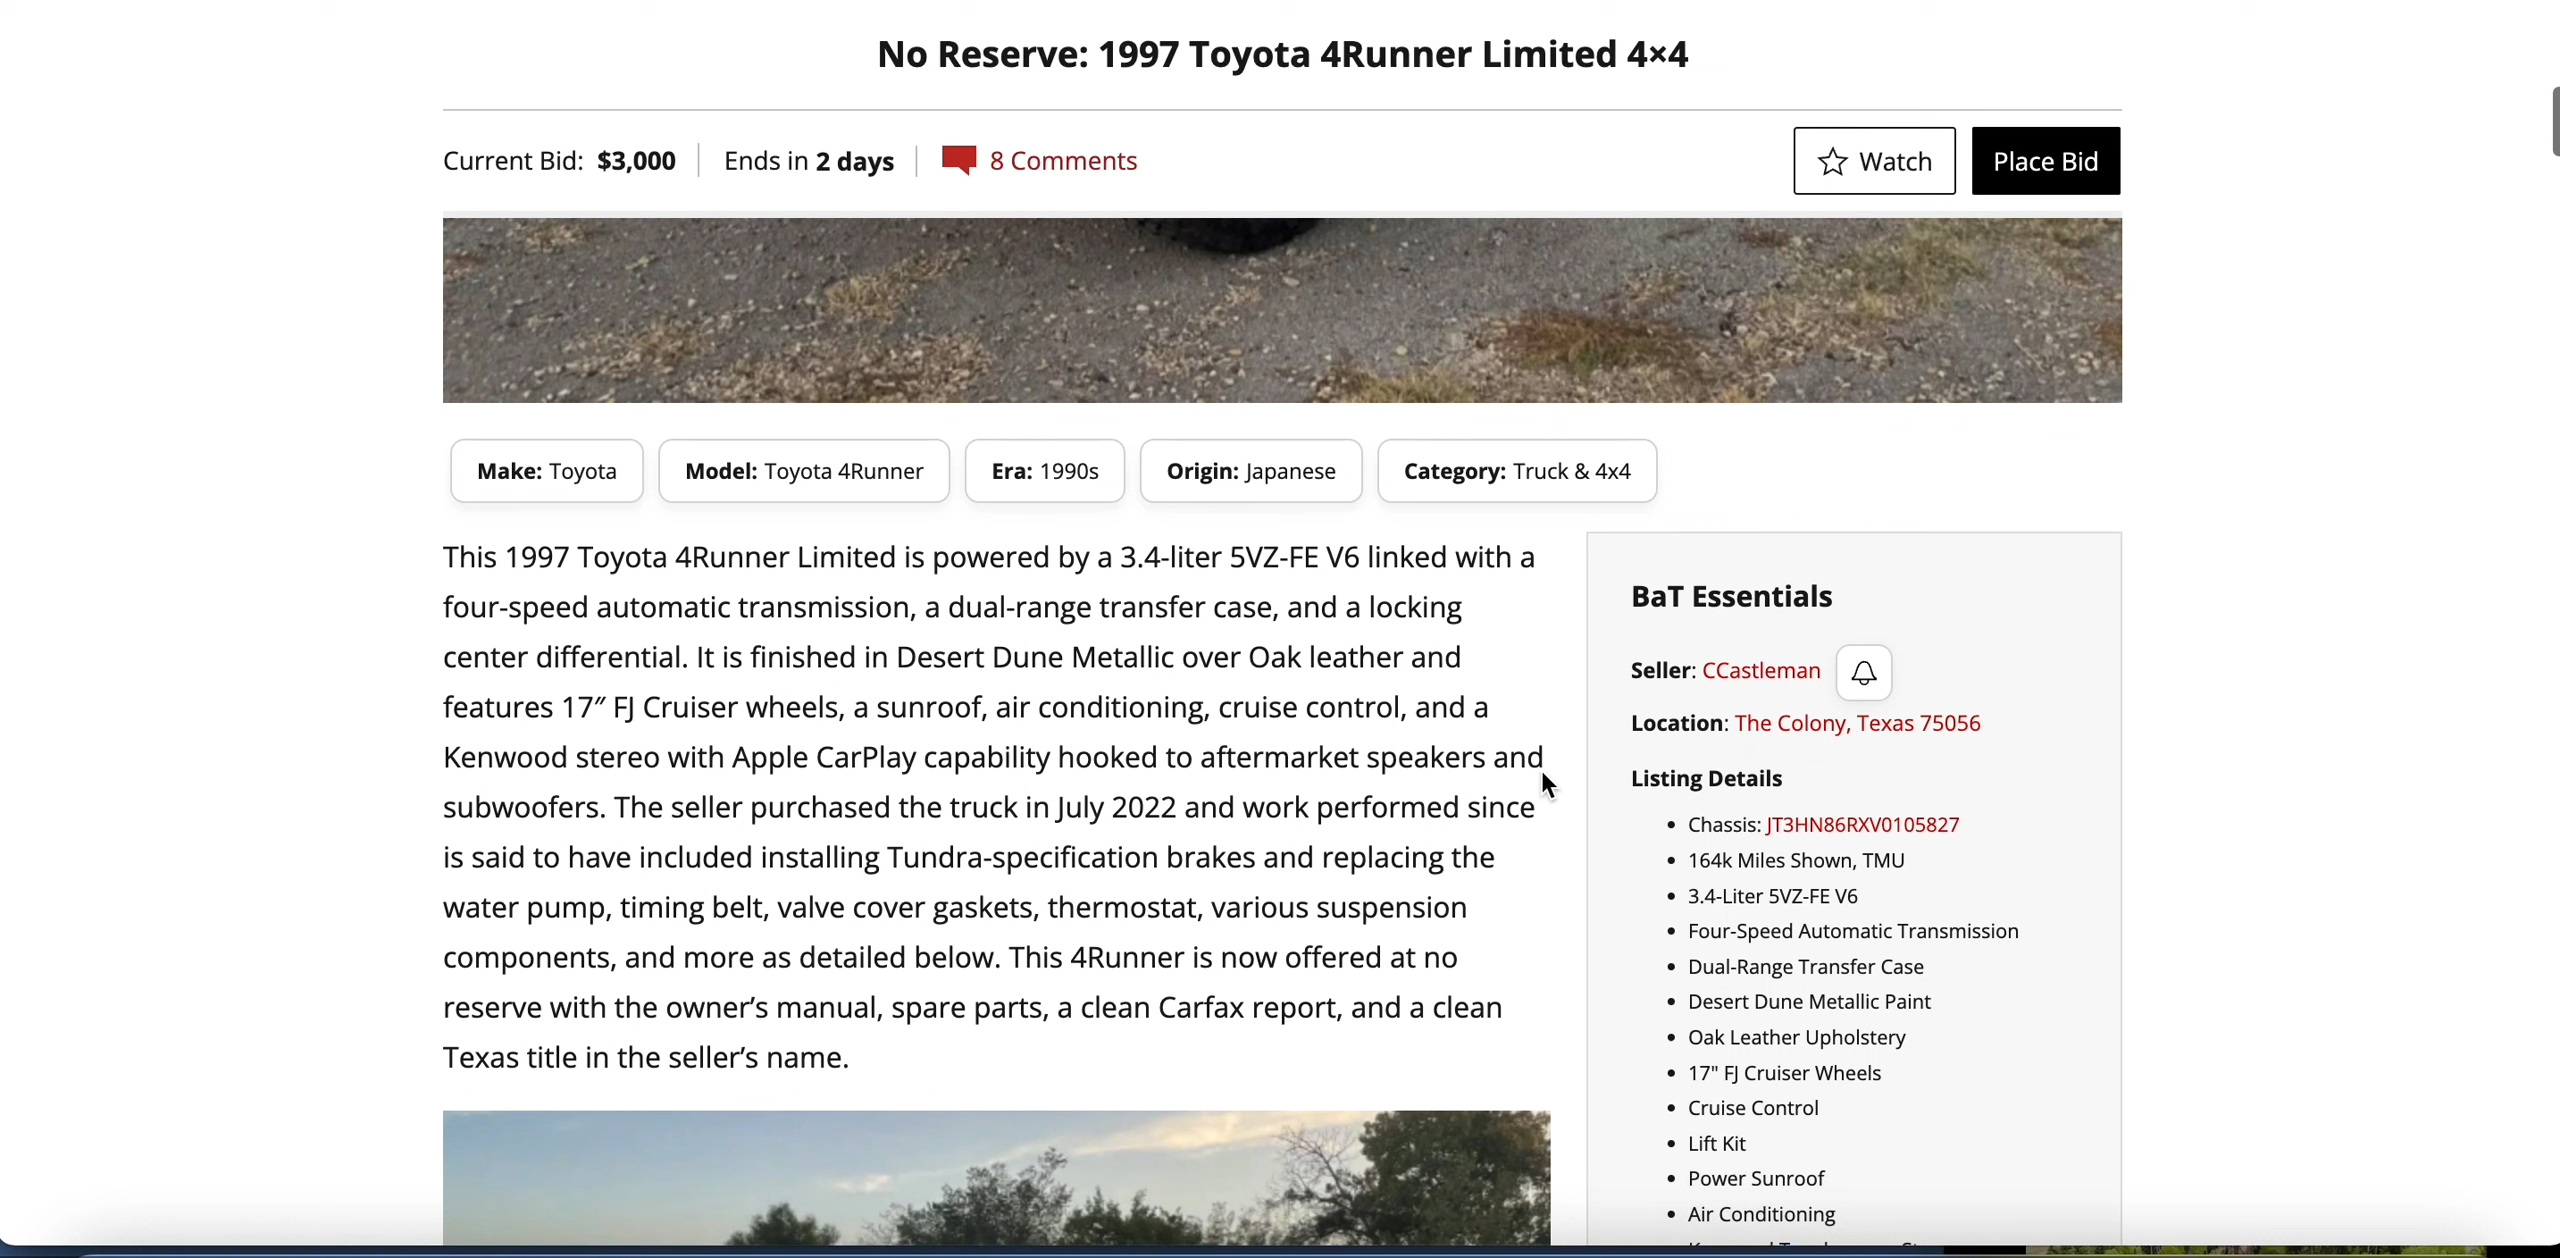 No Reserve: 1997 Toyota 4Runner Limited 4×4
Current Bid: $3,000
Ends in 2 days
8 Comments
Watch
Place Bid
Make: Toyota
Model: Toyota 4Runner
Era: 1990s
Origin: Japanese
Category: Truck & 4x4
This 1997 Toyota 4Runner Limited is powered by a 3.4-liter 5VZ-FE V6 linked with a
four-speed automatic transmission, a dual-range transfer case, and a locking
center differential. It is finished in Desert Dune Metallic over Oak leather and
features 17″ FJ Cruiser wheels, a sunroof, air conditioning, cruise control, and a
Kenwood stereo with Apple CarPlay capability hooked to aftermarket speakers and
subwoofers. The seller purchased the truck in July 2022 and work performed since
is said to have included installing Tundra-specification brakes and replacing the
water pump, timing belt, valve cover gaskets, thermostat, various suspension
components, and more as detailed below. This 4Runner is now offered at no
reserve with the owner’s manual, spare parts, a clean Carfax report, and a clean
Texas title in the seller’s name.
BaT Essentials
Seller: CCastleman
Location: The Colony, Texas 75056
Listing Details
• Chassis: JT3HN86RXV0105827
• 164k Miles Shown, TMU
• 3.4-Liter 5VZ-FE V6
• Four-Speed Automatic Transmission
• Dual-Range Transfer Case
• Desert Dune Metallic Paint
• Oak Leather Upholstery
• 17" FJ Cruiser Wheels
• Cruise Control
• Lift Kit
• Power Sunroof
• Air Conditioning